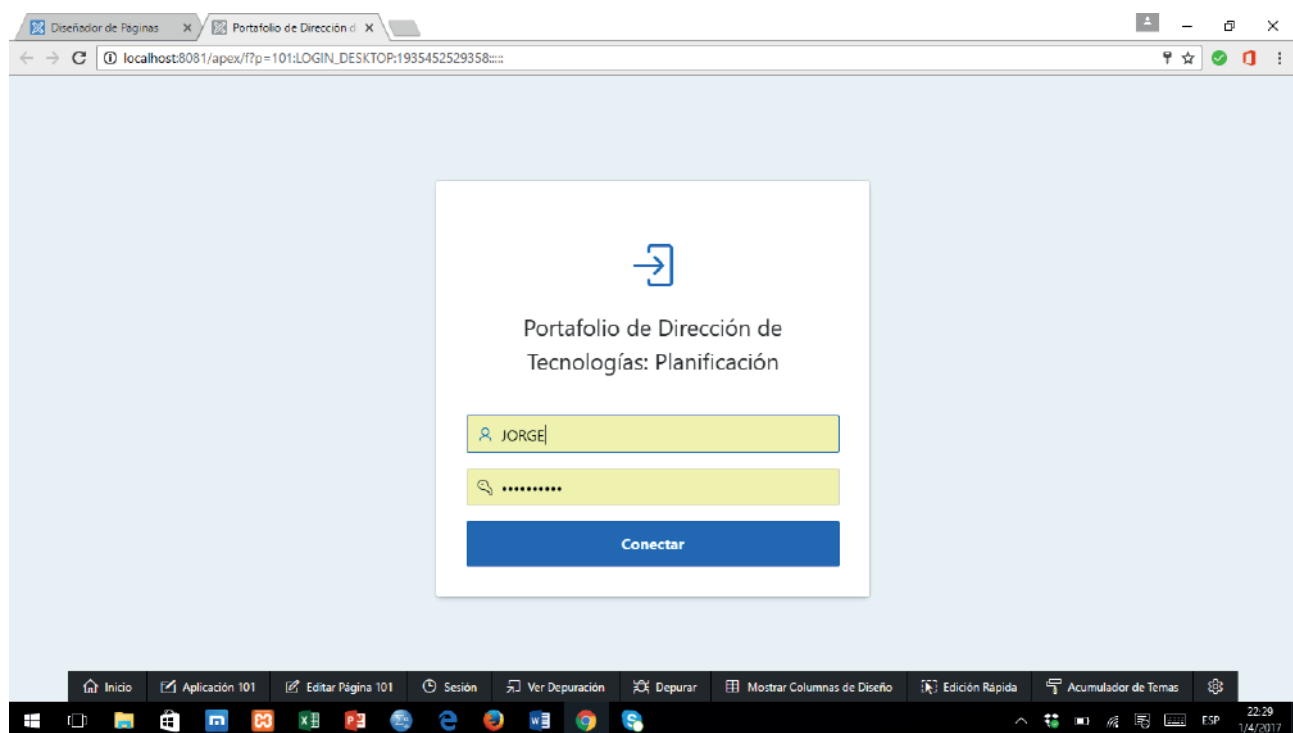 Diseñador de Páginas
Portafolio de Dirección d
localhost:8081/apex/f?p=101:LOGIN_DESKTOP:1935452529358:::::
Portafolio de Dirección de
Tecnologías: Planificación
JORGE
••••••••••
Conectar
Inicio
Aplicación 101
Editar Página 101
Sesión
Ver Depuración
Depurar
Mostrar Columnas de Diseño
Edición Rápida
Acumulador de Temas
ESP
22:29
1/4/2017